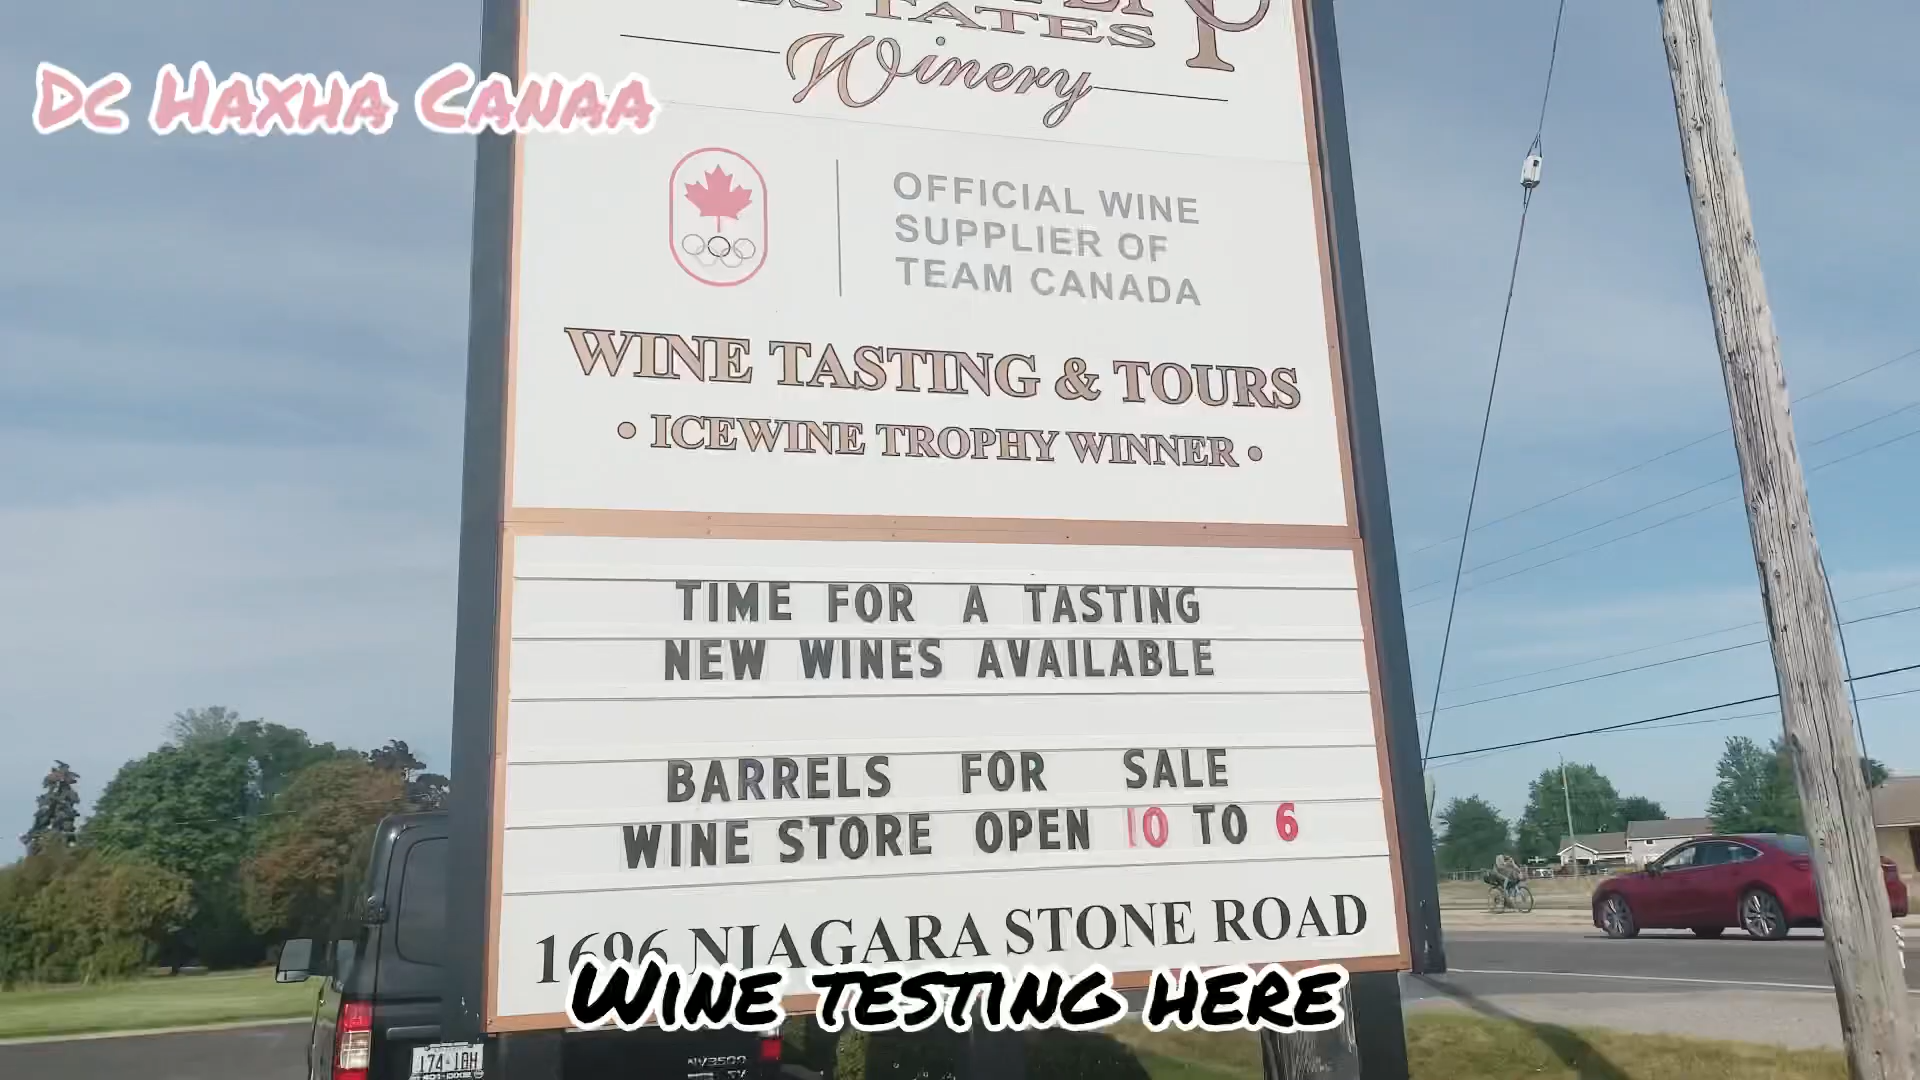 ESTATES
Winery
Dc Haxha Canaa
OFFICIAL WINE
SUPPLIER OF
TEAM CANADA
WINE TASTING & TOURS
• ICEWINE TROPHY WINNER •
TIME FOR A TASTING
NEW WINES AVAILABLE
BARRELS FOR SALE
WINE STORE OPEN 10 TO 6
1696 NIAGARA STONE ROAD
Wine testing here
NV3500